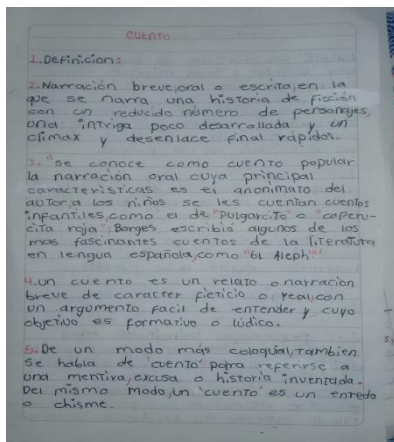 CUENTO
1. Definicion:
2. Narración breve, oral o escrita, en la
que se narra una historia de ficción
con un reducido número de personajes,
una intriga poco desarrollada y un
climax y desenlace final rápidos.
3. "se conoce como cuento popular
la narración oral cuya principal
caracteristicas es el anonimato del
autor, a los niños se les cuentan cuentos
infantiles, como el de "Pulgarcito" o "caperu-
cita roja"; Borges escribió algunos de los
mas fascinantes cuentos de la literatura
en lengua española, como "El Aleph""
4. un cuento es un relato o narración
breve de caracter ficticio o real, con
un argumento facil de entender y cuyo
objetivo es formativo o lúdico.
5. De un modo más coloquial, tambien
se habla de 'cuento' para referirse a
una mentira, excusa o historia inventada.
Del mismo modo, un 'cuento' es un enredo
o chisme.